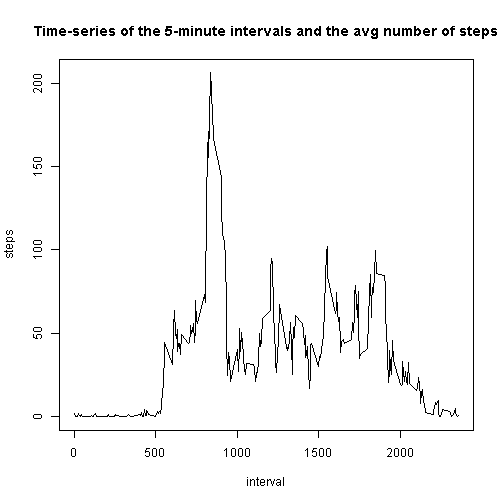 Time-series of the 5-minute intervals and the avg number of steps
200
150
100
50
0
steps
0 500 1000 1500 2000
interval